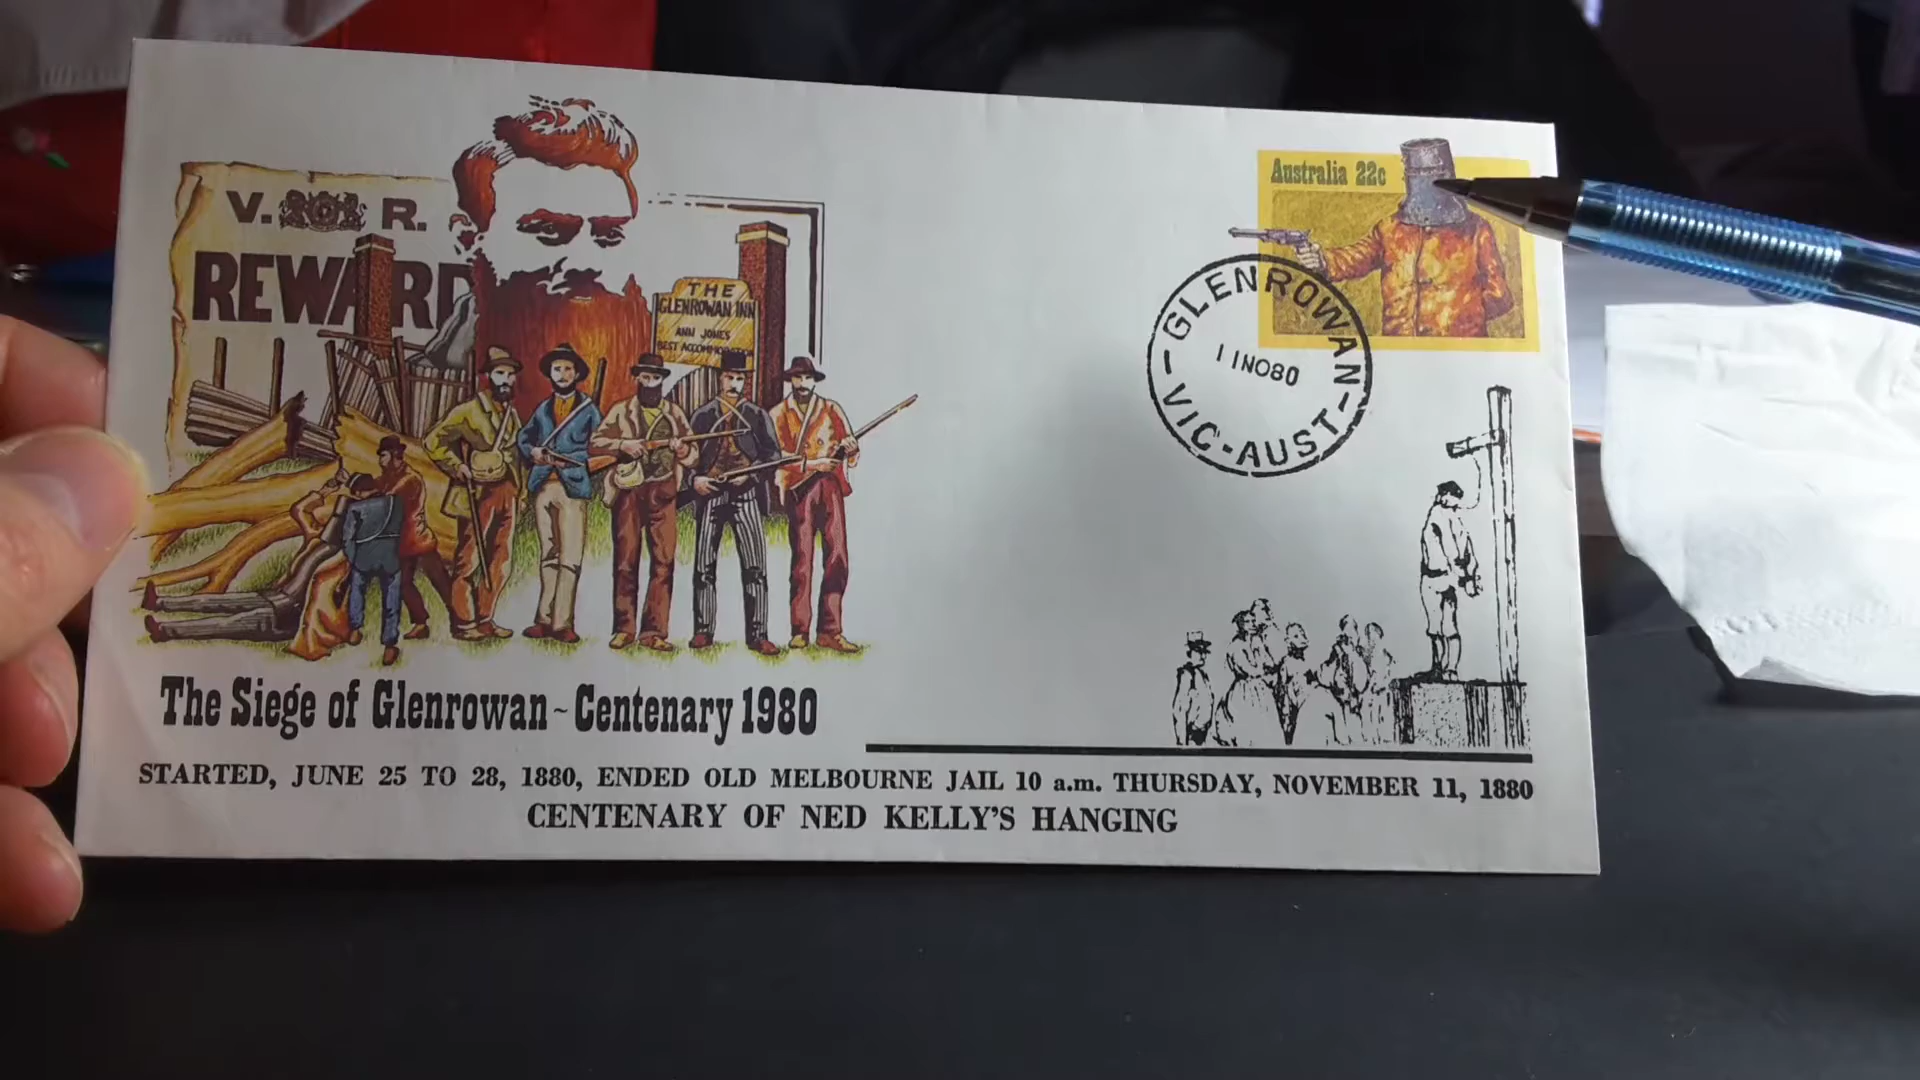 V. R.
REWARD
THE
GLENROWAN INN
ANN JONES
BEST ACCOMMO
Australia 22c
GLENROWAN
11NO80
VIC-AUST
The Siege of Glenrowan ~ Centenary 1980
STARTED, JUNE 25 TO 28, 1880, ENDED OLD MELBOURNE JAIL 10 a.m. THURSDAY, NOVEMBER 11, 1880
CENTENARY OF NED KELLY'S HANGING